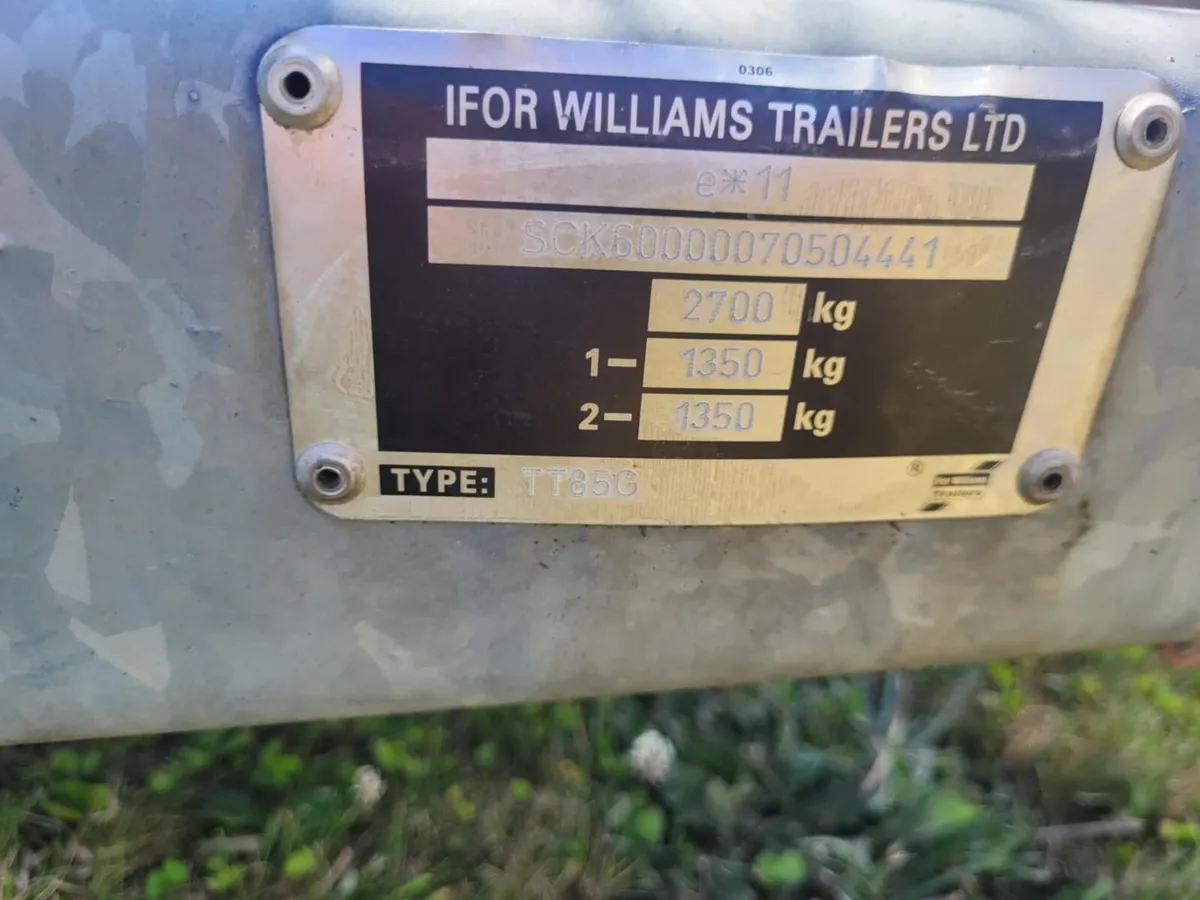 0306
IFOR WILLIAMS TRAILERS LTD
e*11
SCK60000070504441
2700 kg
1– 1350 kg
2– 1350 kg
TYPE: TT85G
®
Ifor Williams
Trailers